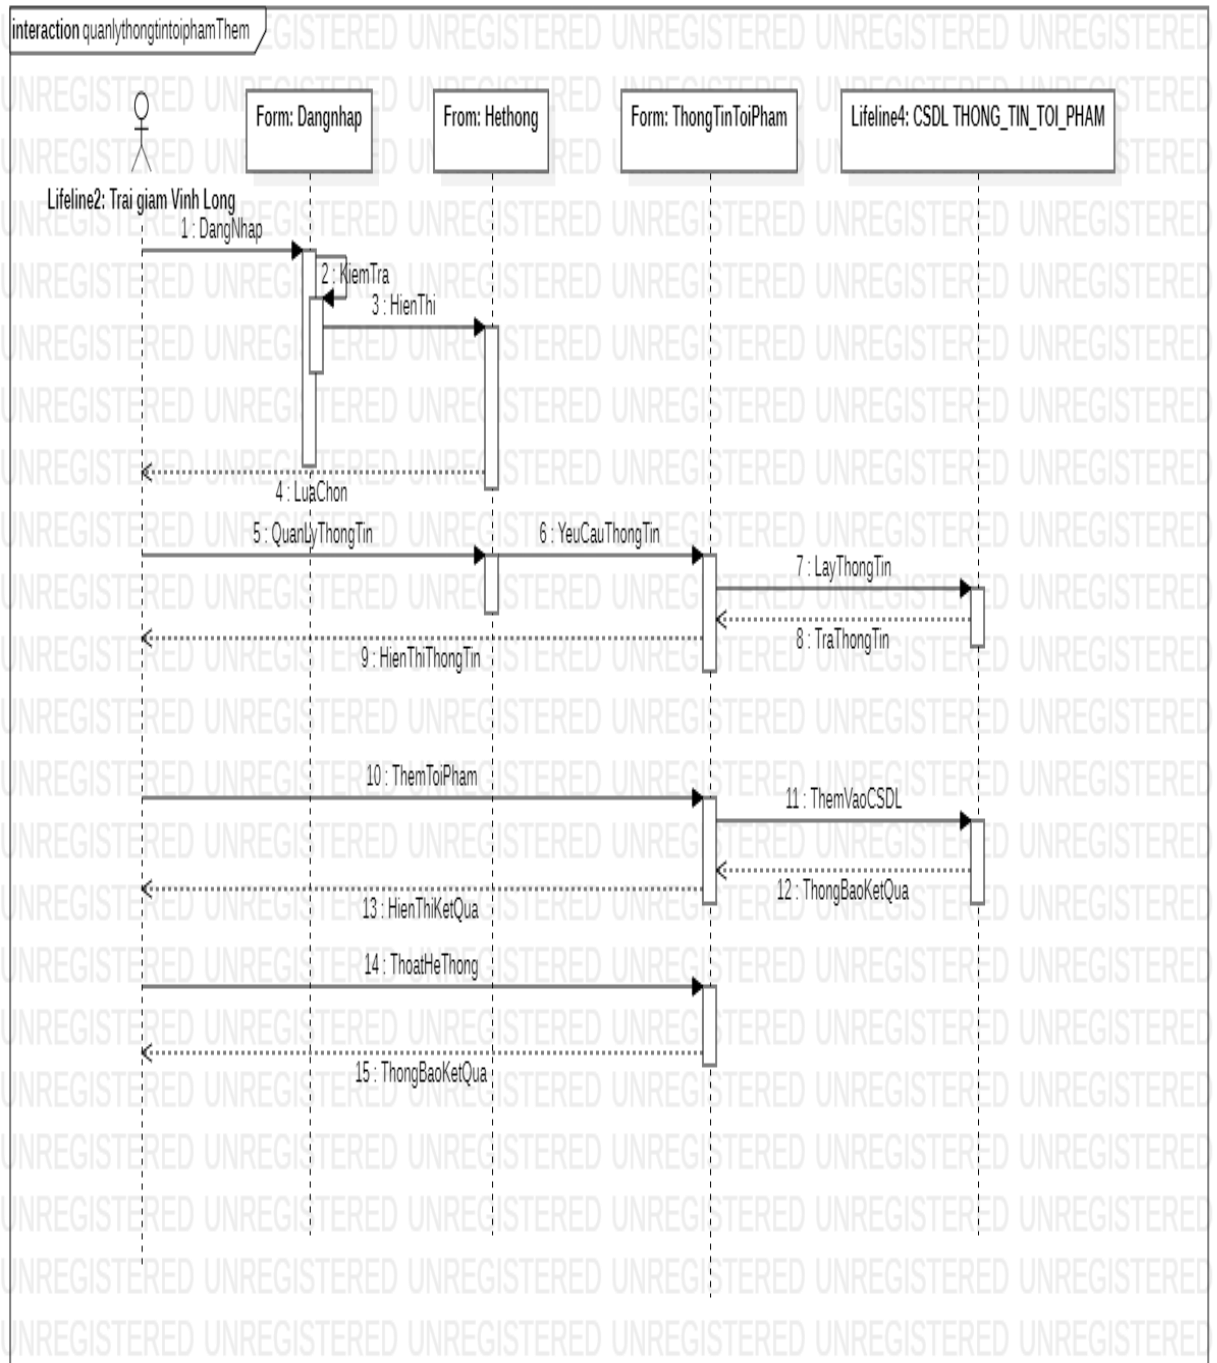 interaction quanlythongtintoiphamThem
Form: Dangnhap
From: Hethong
Form: ThongTinToiPham
Lifeline4: CSDL THONG_TIN_TOI_PHAM
Lifeline2: Trai giam Vinh Long
1 : DangNhap
2 : KiemTra
3 : HienThi
4 : LuaChon
5 : QuanLyThongTin
6 : YeuCauThongTin
7 : LayThongTin
8 : TraThongTin
9 : HienThiThongTin
10 : ThemToiPham
11 : ThemVaoCSDL
12 : ThongBaoKetQua
13 : HienThiKetQua
14 : ThoatHeThong
15 : ThongBaoKetQua
UNREGISTERED